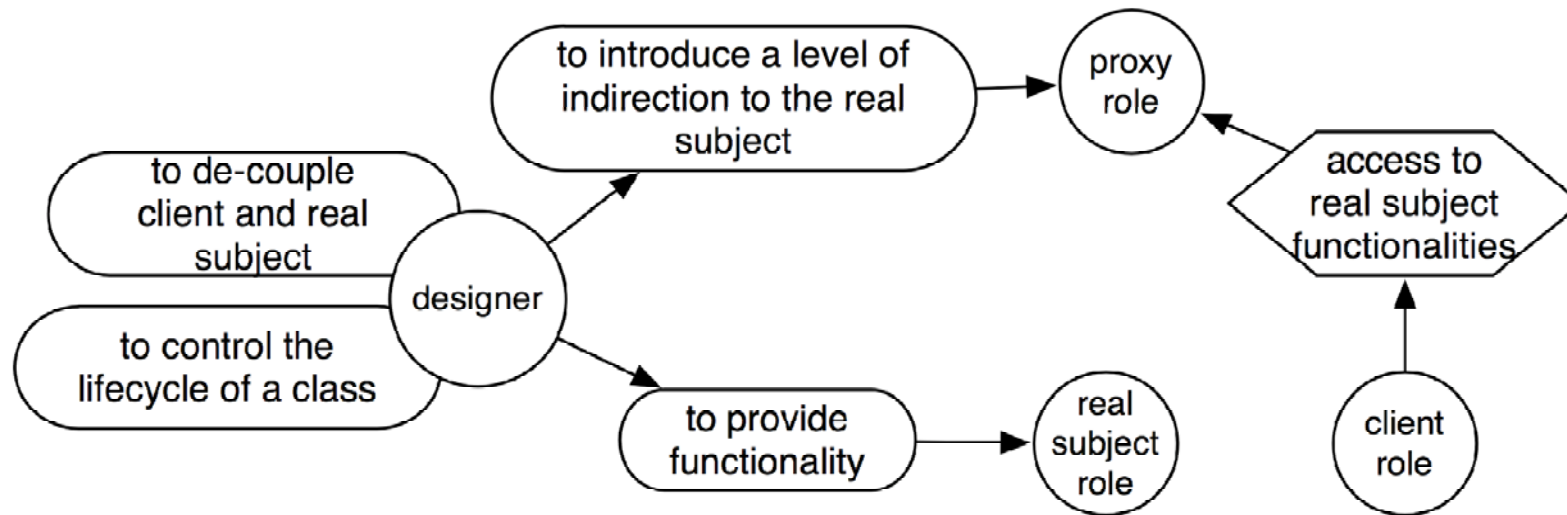 to introduce a level of
indirection to the real
subject
proxy
role
to de-couple
client and real
subject
access to
real subject
functionalities
designer
to control the
lifecycle of a class
to provide
functionality
real
subject
role
client
role